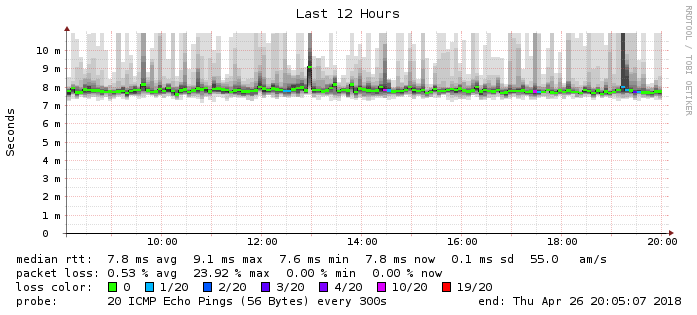 Last 12 Hours
RRDTOOL / TOBI OETIKER
Seconds
10 m
9 m
8 m
7 m
6 m
5 m
4 m
3 m
2 m
1 m
0
10:00 12:00 14:00 16:00 18:00 20:00
median rtt: 7.8 ms avg 9.1 ms max 7.6 ms min 7.8 ms now 0.1 ms sd 55.0 am/s
packet loss: 0.53 % avg 23.92 % max 0.00 % min 0.00 % now
loss color: 0 1/20 2/20 3/20 4/20 10/20 19/20
probe: 20 ICMP Echo Pings (56 Bytes) every 300s end: Thu Apr 26 20:05:07 2018